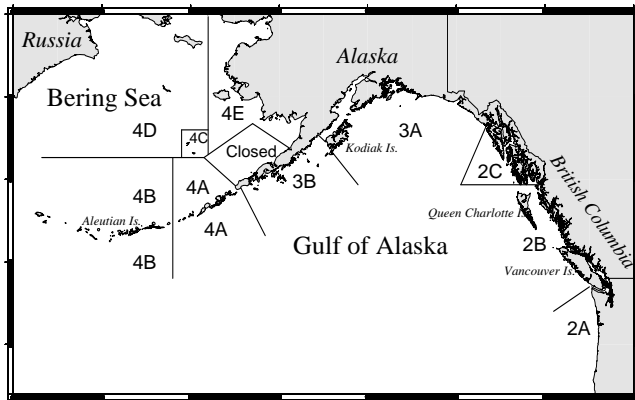 Russia
Alaska
Bering Sea
4E
4D
4C
3A
Closed
Kodiak Is.
3B
2C
British Columbia
4A
4B
Aleutian Is.
4A
Queen Charlotte I.
Gulf of Alaska
2B
4B
Vancouver Is.
2A